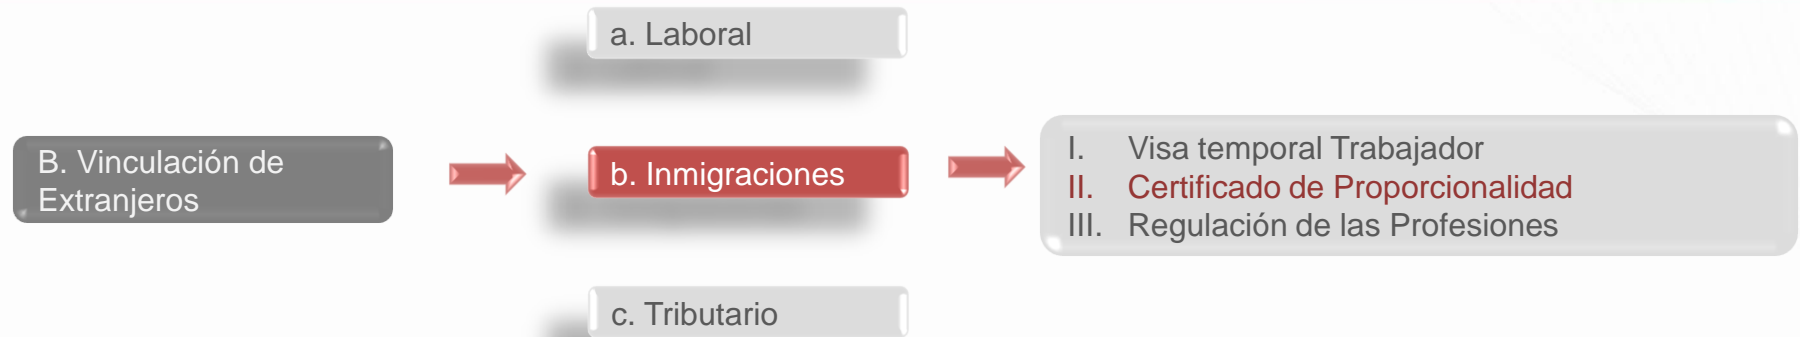 a. Laboral
B. Vinculación de
Extranjeros
b. Inmigraciones
I. Visa temporal Trabajador
II. Certificado de Proporcionalidad
III. Regulación de las Profesiones
c. Tributario